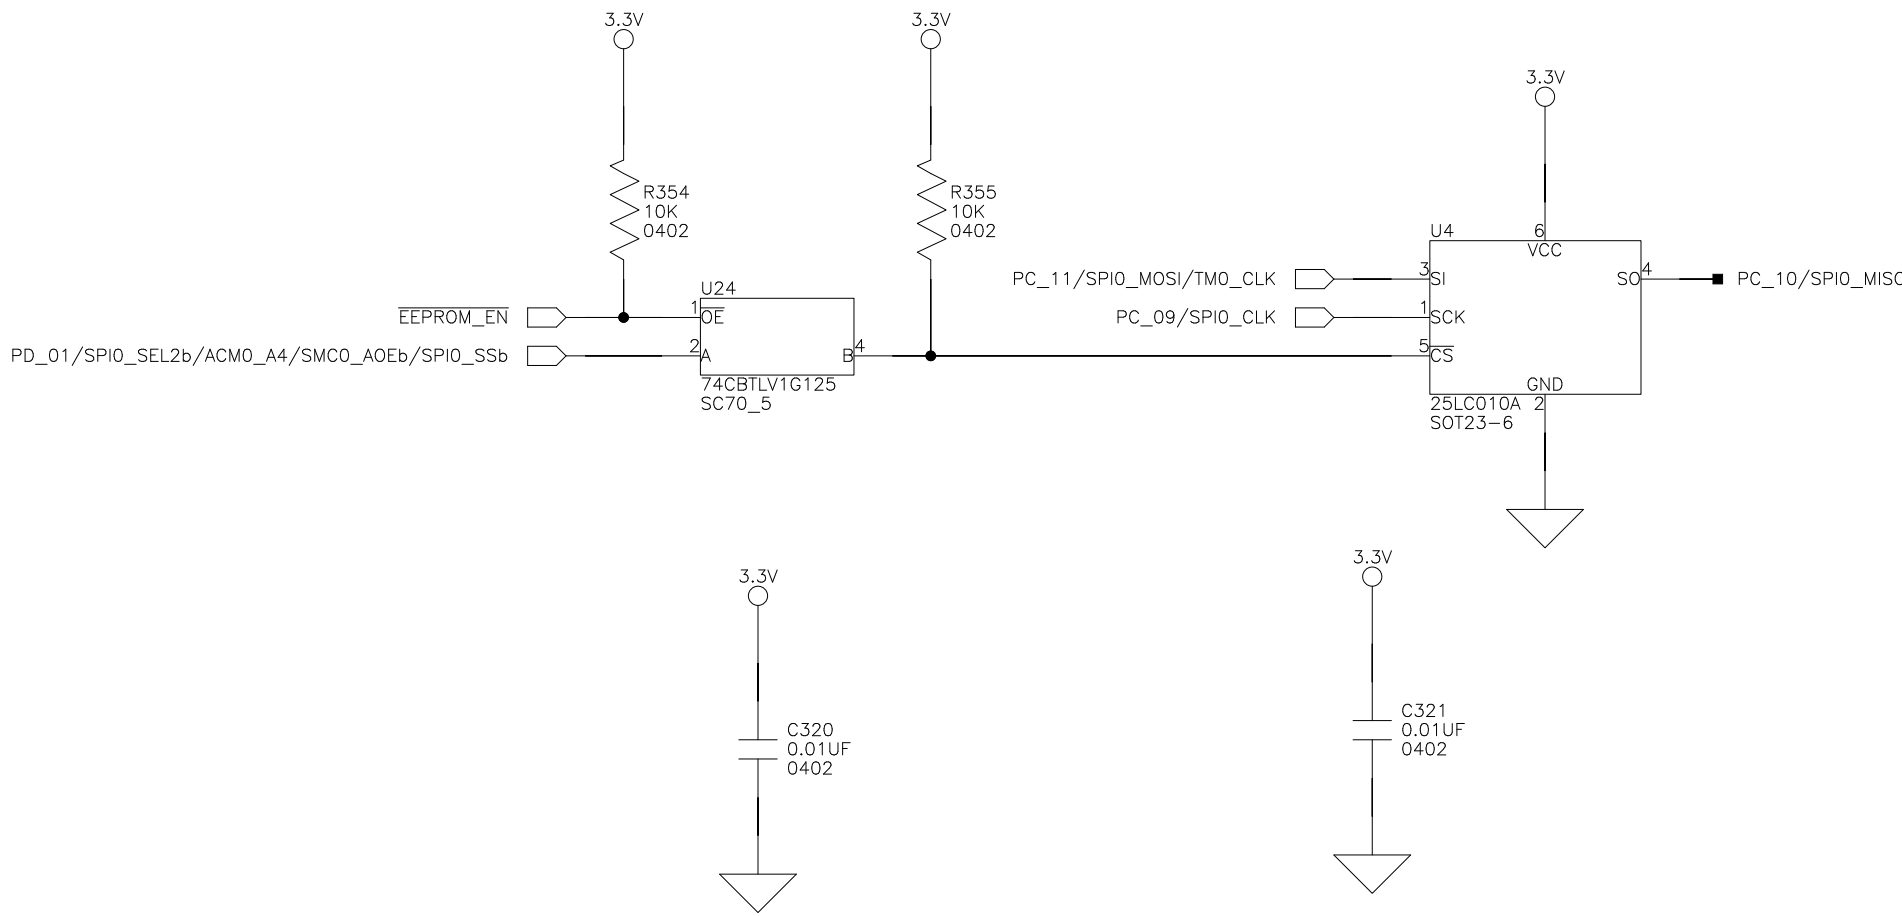 3.3V
3.3V
3.3V
R354
10K
0402
R355
10K
0402
U24
1
OE
EEPROM_EN
PD_01/SPI0_SEL2b/ACM0_A4/SMC0_AOEb/SPI0_SSb
2
A
B
4
74CBTLV1G125
SC70_5
U4
6
VCC
PC_11/SPI0_MOSI/TM0_CLK
3
SI
SO
4
PC_10/SPI0_MISO
PC_09/SPI0_CLK
1
SCK
5
CS
GND
25LC010A
2
SOT23-6
3.3V
C320
0.01UF
0402
3.3V
C321
0.01UF
0402